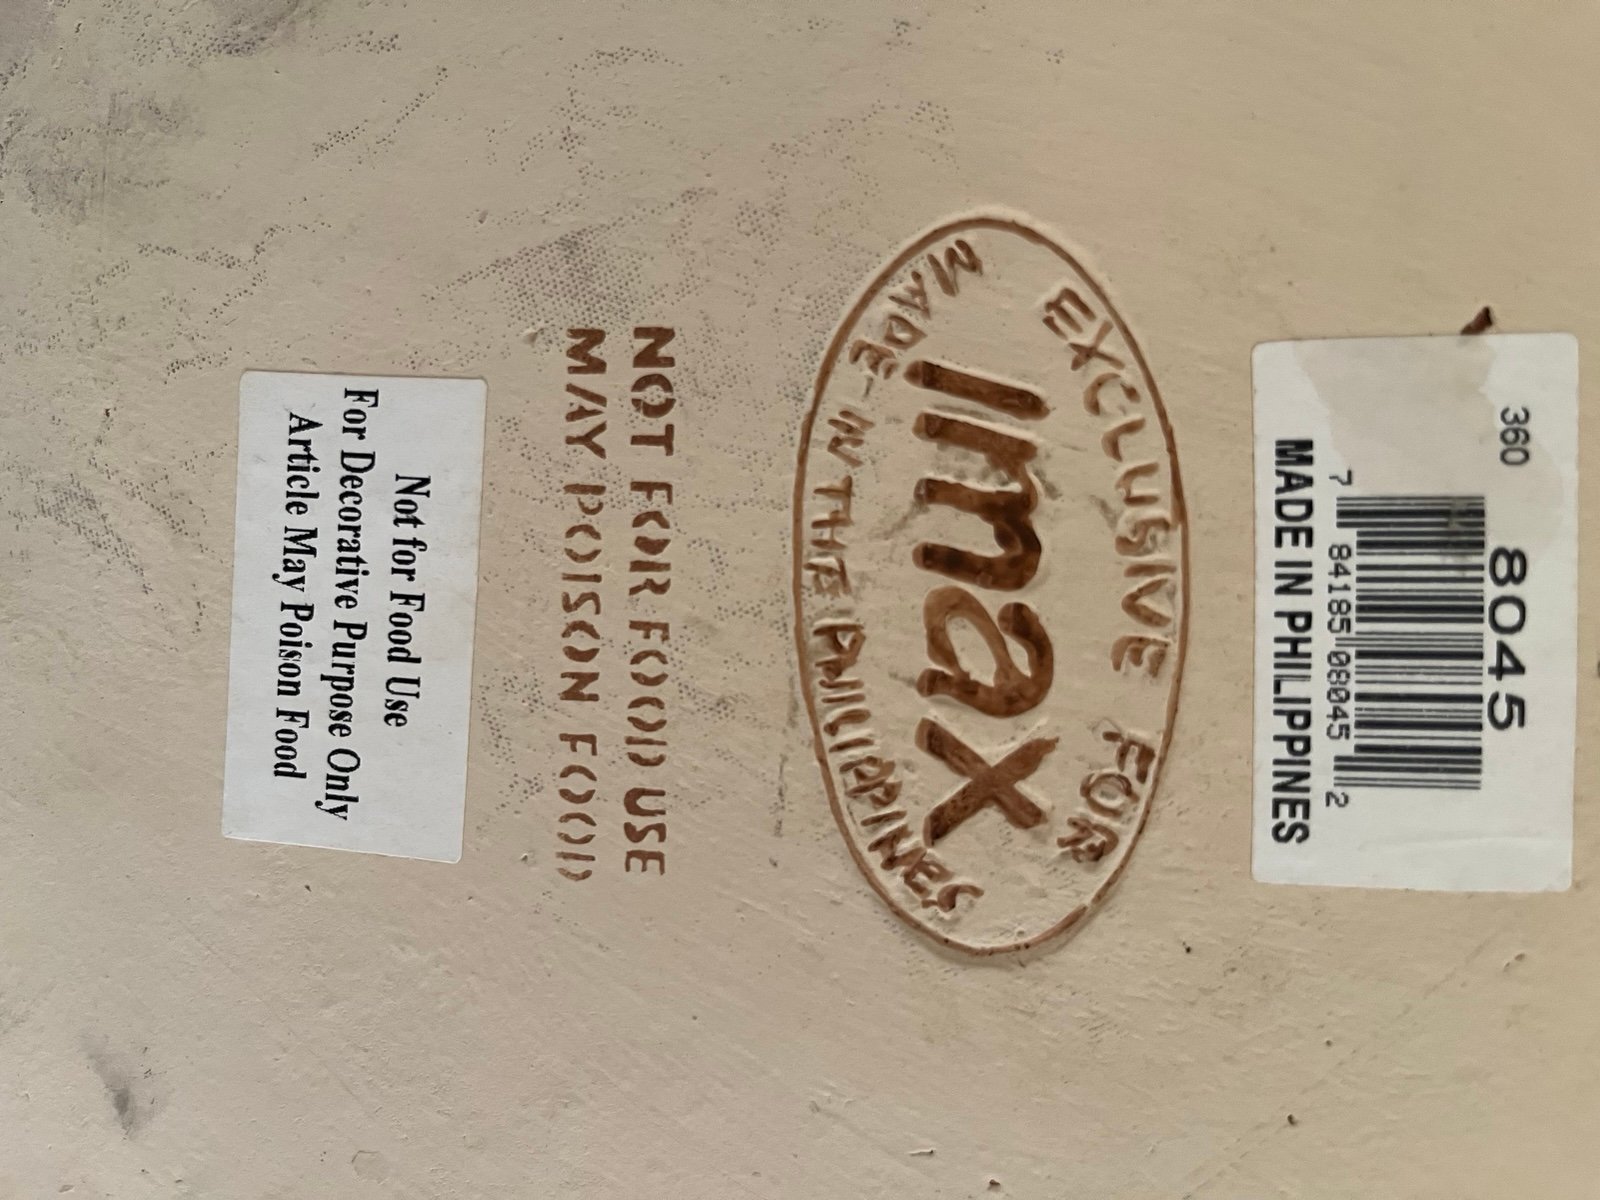 360 8045
7 84185 08045 2
MADE IN PHILIPPINES
EXCLUSIVE FOR
imax
MADE IN THE PHILIPPINES
NOT FOR FOOD USE
MAY POISON FOOD
Not for Food Use
For Decorative Purpose Only
Article May Poison Food